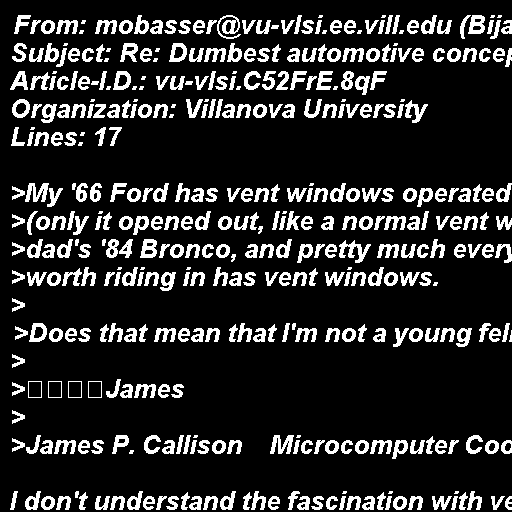 From: mobasser@vu-vlsi.ee.vill.edu (Bija
Subject: Re: Dumbest automotive concep
Article-I.D.: vu-vlsi.C52FrE.8qF
Organization: Villanova University
Lines: 17

>My '66 Ford has vent windows operated
>(only it opened out, like a normal vent w
>dad's '84 Bronco, and pretty much every
>worth riding in has vent windows.
>
>Does that mean that I'm not a young fell
>
>□□□□James
>
>James P. Callison    Microcomputer Coo

I don't understand the fascination with ve